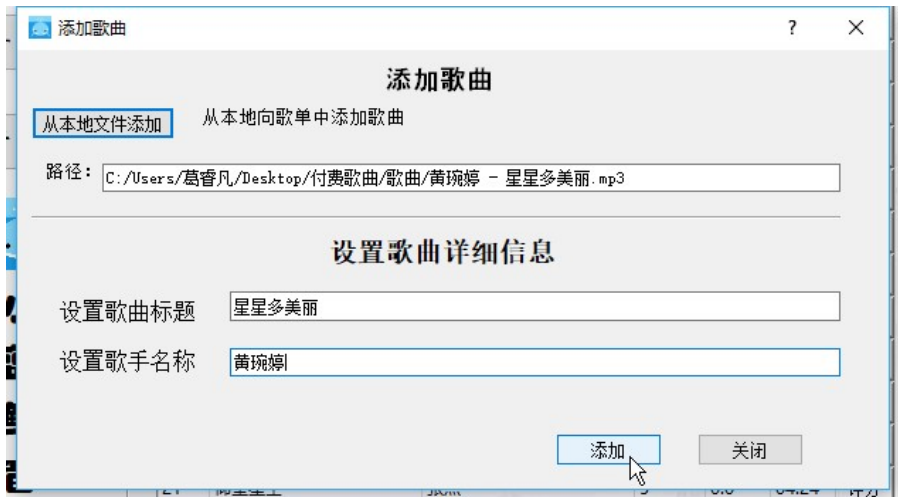 添加歌曲
?
添加歌曲
从本地文件添加 从本地向歌单中添加歌曲
路径: C:/Users/葛睿凡/Desktop/付费歌曲/歌曲/黄琬婷 - 星星多美丽.mp3
设置歌曲详细信息
设置歌曲标题 星星多美丽
设置歌手名称 黄琬婷
添加 关闭